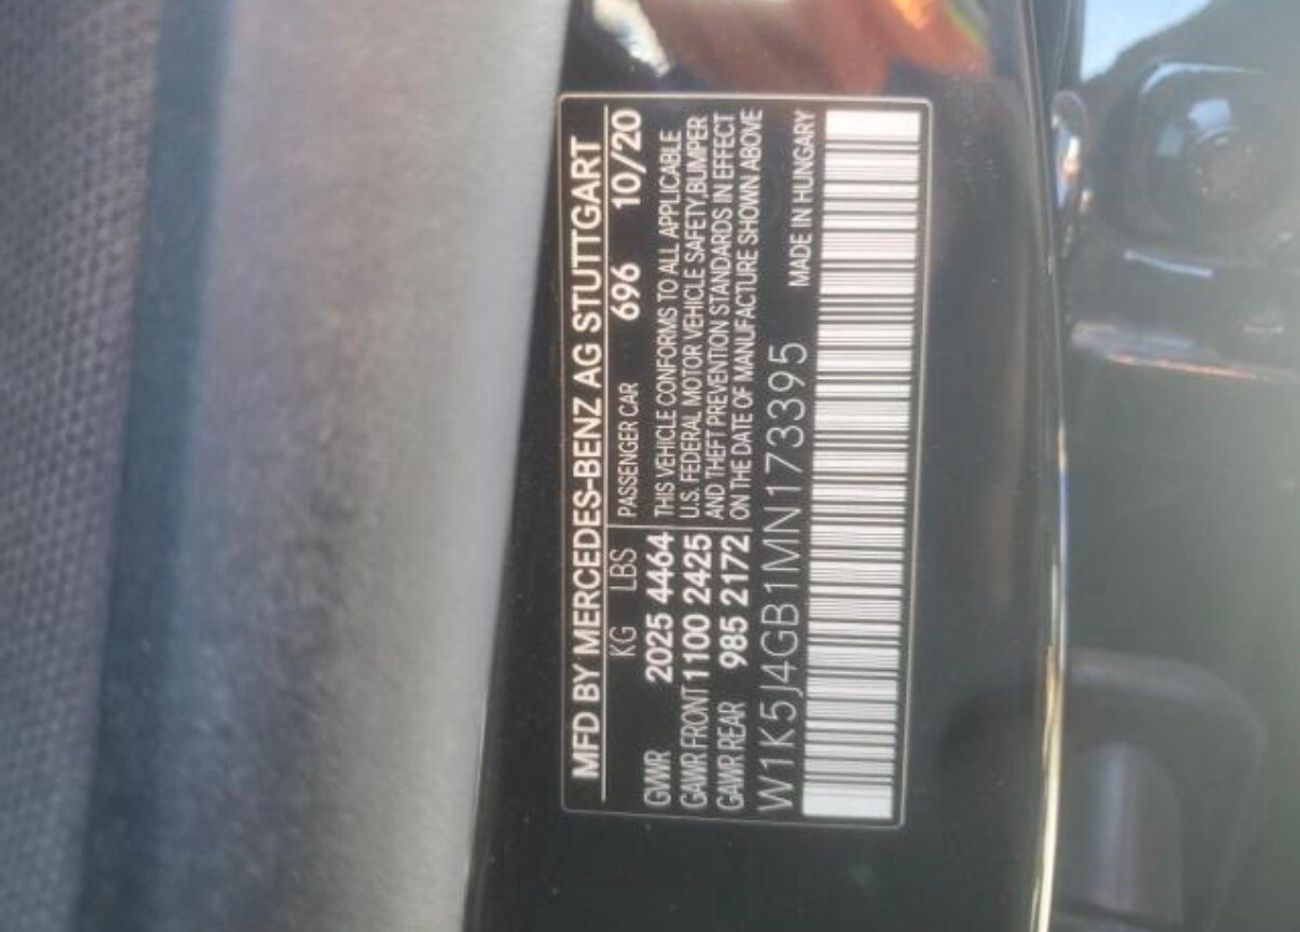 MFD BY MERCEDES-BENZ AG STUTTGART
KG LBS PASSENGER CAR 696 10/20
GVWR 2025 4464
GAWR FRONT 1100 2425
GAWR REAR 985 2172
THIS VEHICLE CONFORMS TO ALL APPLICABLE
U.S. FEDERAL MOTOR VEHICLE SAFETY,BUMPER
AND THEFT PREVENTION STANDARDS IN EFFECT
ON THE DATE OF MANUFACTURE SHOWN ABOVE
W1K5J4GB1MN173395 MADE IN HUNGARY